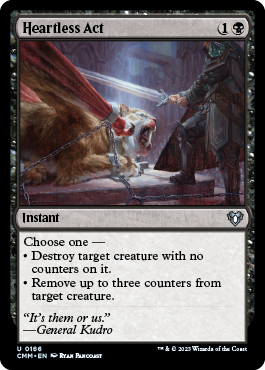 Heartless Act 1
Instant
Choose one —
• Destroy target creature with no
counters on it.
• Remove up to three counters from
target creature.
"It's them or us."
—General Kudro
U 0166
CMM • EN Ryan Pancoast
™ & © 2023 Wizards of the Coast